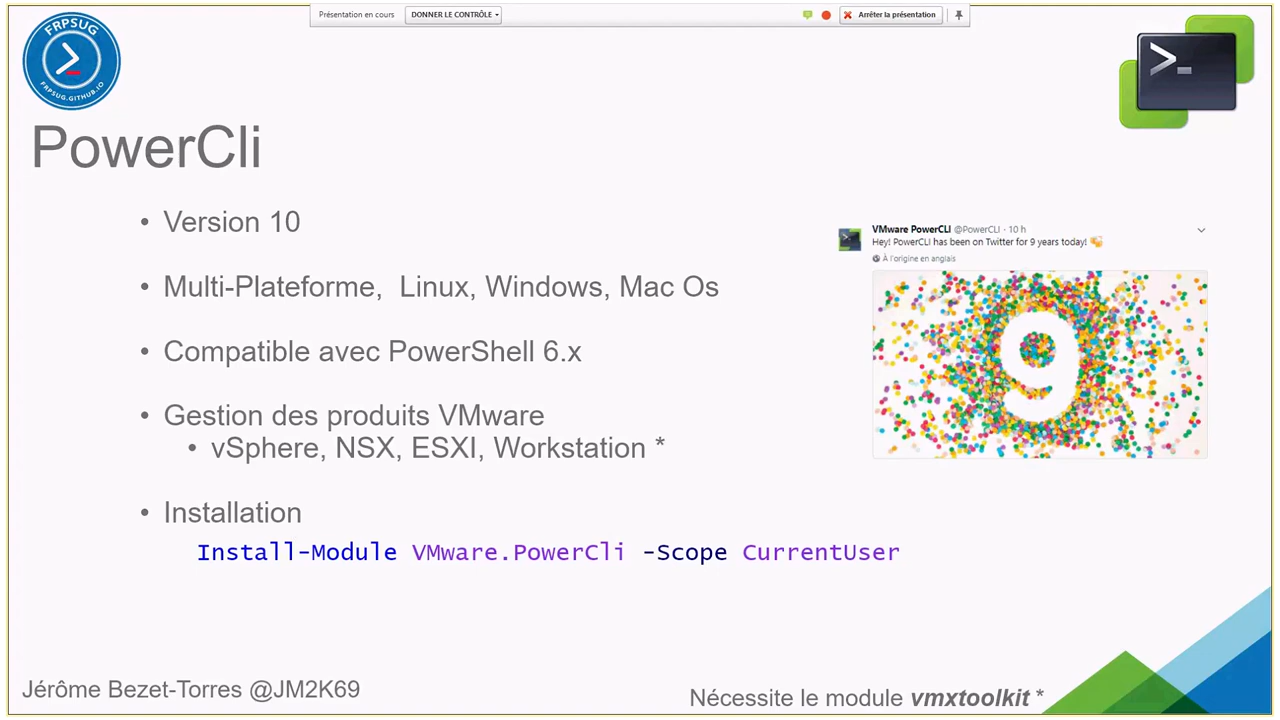 Présentation en cours
DONNER LE CONTRÔLE
Arrêter la présentation
FRPSUG
FRPSUG.GITHUB.IO
PowerCli
• Version 10
• Multi-Plateforme, Linux, Windows, Mac Os
• Compatible avec PowerShell 6.x
• Gestion des produits VMware
• vSphere, NSX, ESXI, Workstation *
• Installation
Install-Module VMware.PowerCli -Scope CurrentUser
VMware PowerCLI @PowerCLI · 10 h
Hey! PowerCLI has been on Twitter for 9 years today!
À l'origine en anglais
9
Jérôme Bezet-Torres @JM2K69
Nécessite le module vmxtoolkit *